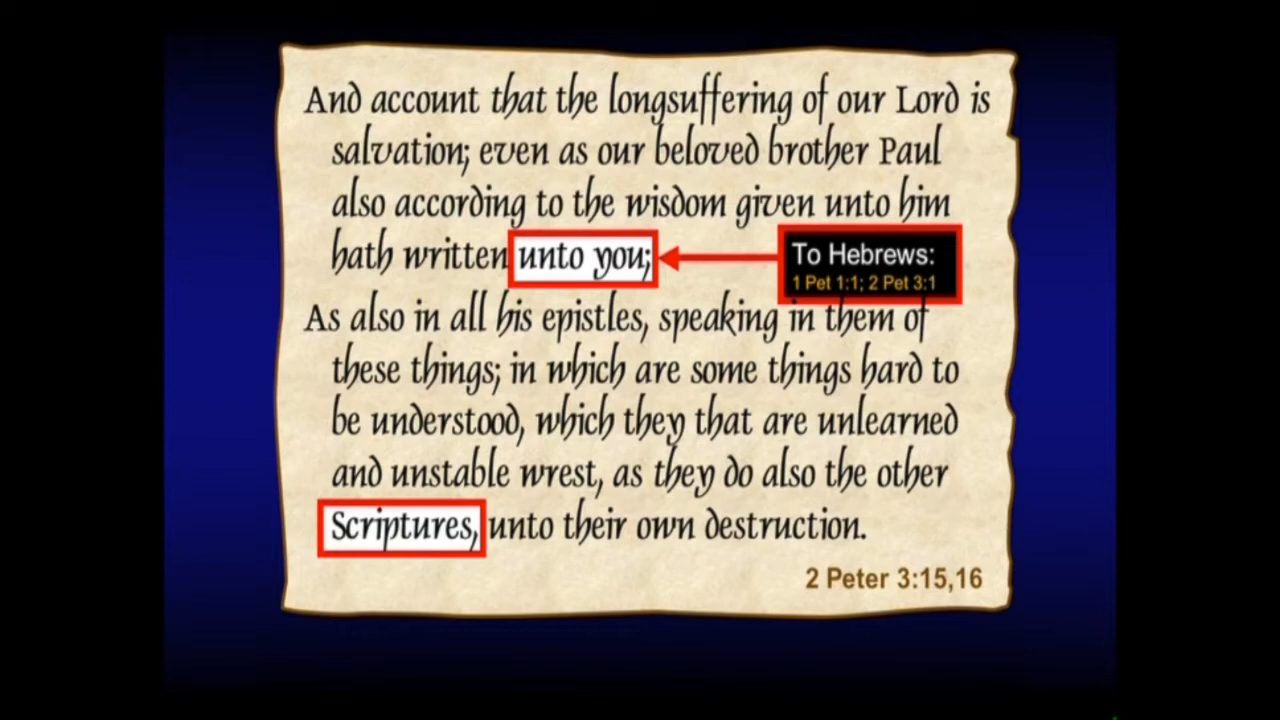 And account that the longsuffering of our Lord is
salvation; even as our beloved brother Paul
also according to the wisdom given unto him
hath written unto you;
To Hebrews:
1 Pet 1:1; 2 Pet 3:1
As also in all his epistles, speaking in them of
these things; in which are some things hard to
be understood, which they that are unlearned
and unstable wrest, as they do also the other
Scriptures, unto their own destruction.
2 Peter 3:15,16